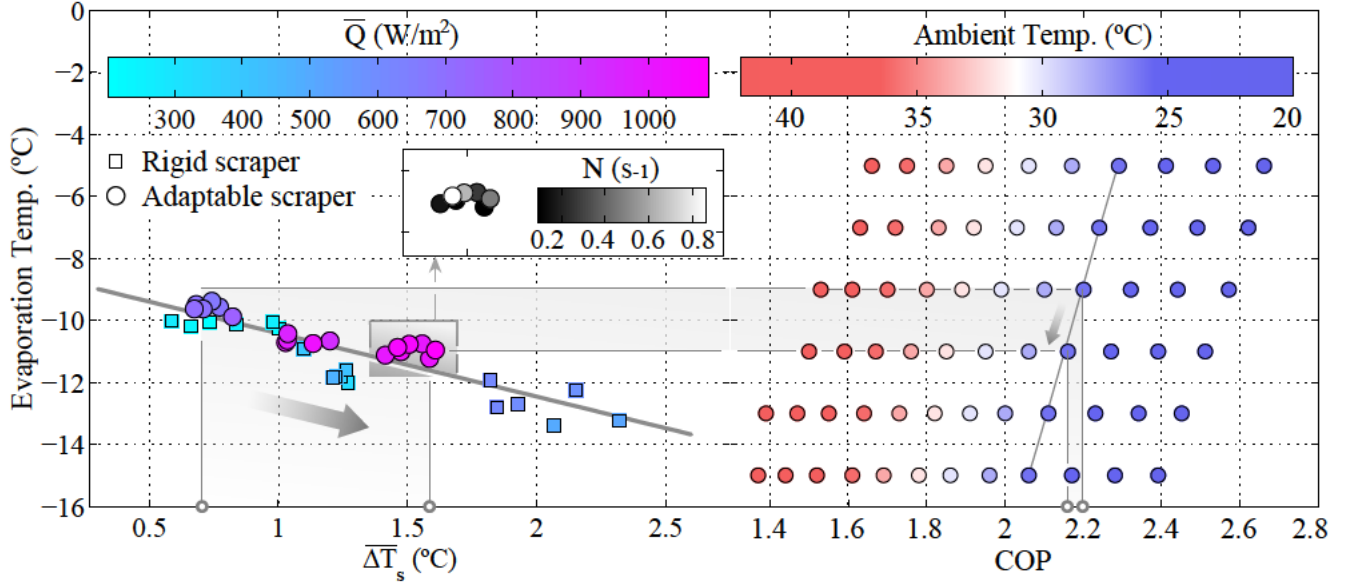 Q̅ (W/m²)
300 400 500 600 700 800 900 1000
Rigid scraper
Adaptable scraper
N (s-1)
0.2 0.4 0.6 0.8
Ambient Temp. (ºC)
40 35 30 25 20
Evaporation Temp. (ºC)
0
−2
−4
−6
−8
−10
−12
−14
−16
0.5 1 1.5 2 2.5
Δ̅T̅ₛ (ºC)
1.4 1.6 1.8 2 2.2 2.4 2.6 2.8
COP